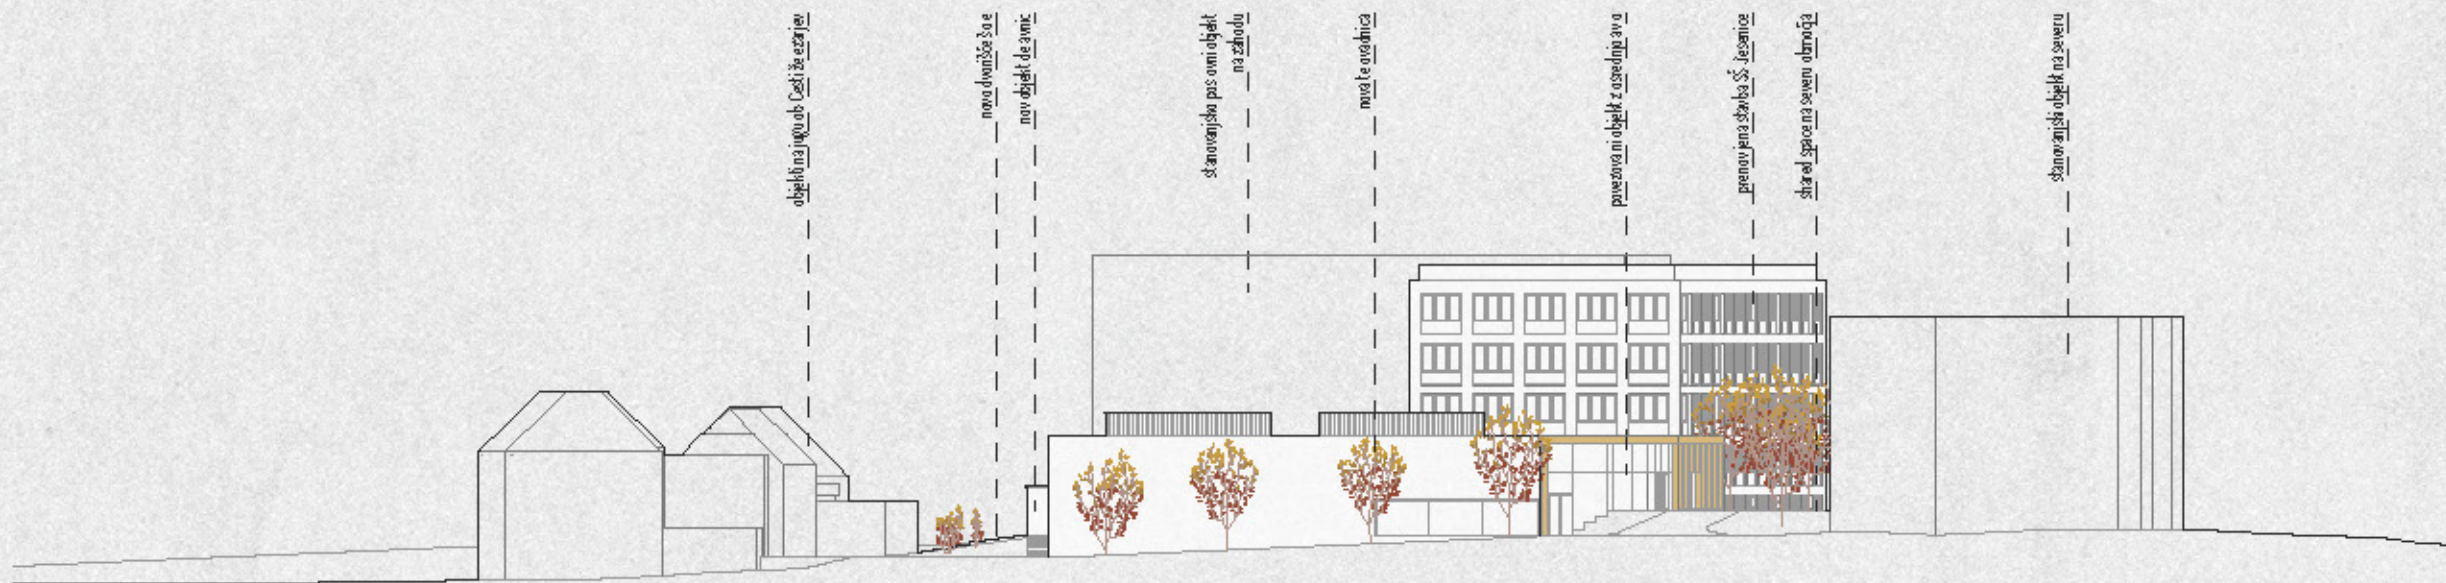 objekti na jugu ob Cesti železarjev
novo dvorišče šole
nov objekt delavnic
stanovanjsko poslovni objekt
na zahodu
nova telovadnica
povezovalni objekt z osrednjo avlo
prenovljena stavba SŠ Jesenice
shared space na severu območja
stanovanjski objekt na severu